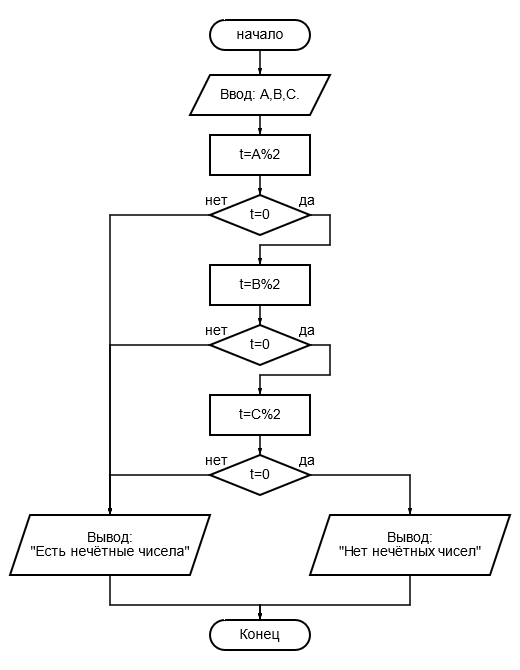 начало
Ввод: A,B,C.
t=A%2
нет
да
t=0
t=B%2
нет
да
t=0
t=C%2
нет
да
t=0
Вывод:
"Есть нечётные чисела"
Вывод:
"Нет нечётных чисел"
Конец